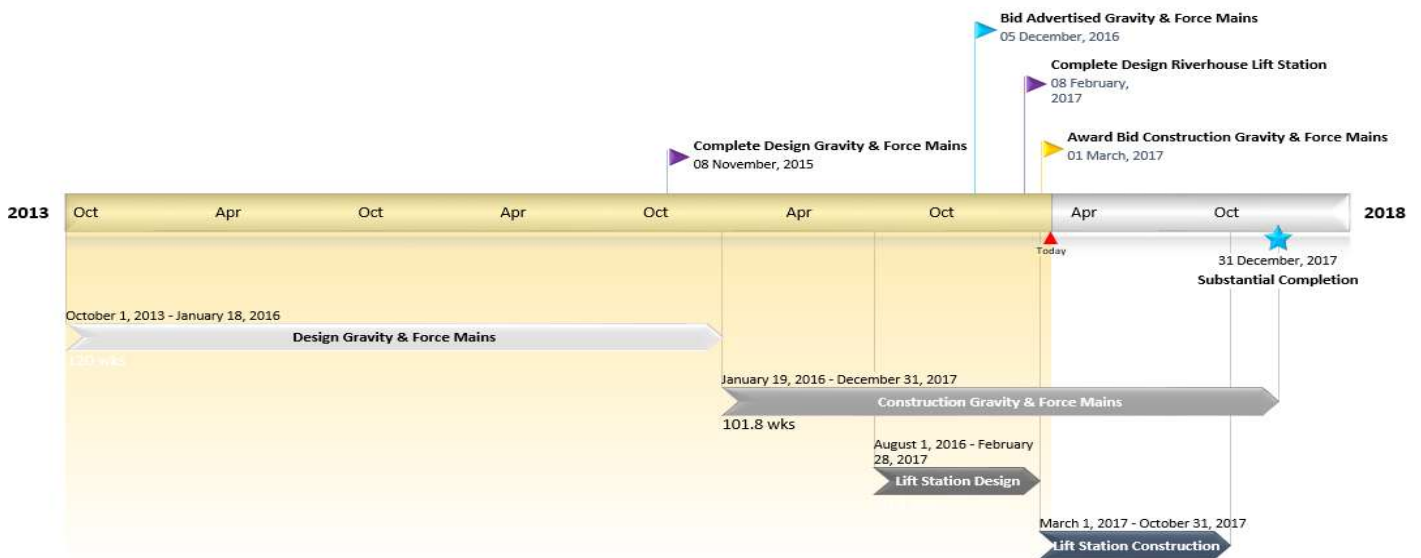 Bid Advertised Gravity & Force Mains
05 December, 2016
Complete Design Riverhouse Lift Station
08 February,
2017
Award Bid Construction Gravity & Force Mains
01 March, 2017
Complete Design Gravity & Force Mains
08 November, 2015
2013 Oct Apr Oct Apr Oct Apr Oct Apr Oct 2018
Today
31 December, 2017
Substantial Completion
October 1, 2013 - January 18, 2016
Design Gravity & Force Mains
120 wks
January 19, 2016 - December 31, 2017
Construction Gravity & Force Mains
101.8 wks
August 1, 2016 - February
28, 2017
Lift Station Design
March 1, 2017 - October 31, 2017
Lift Station Construction